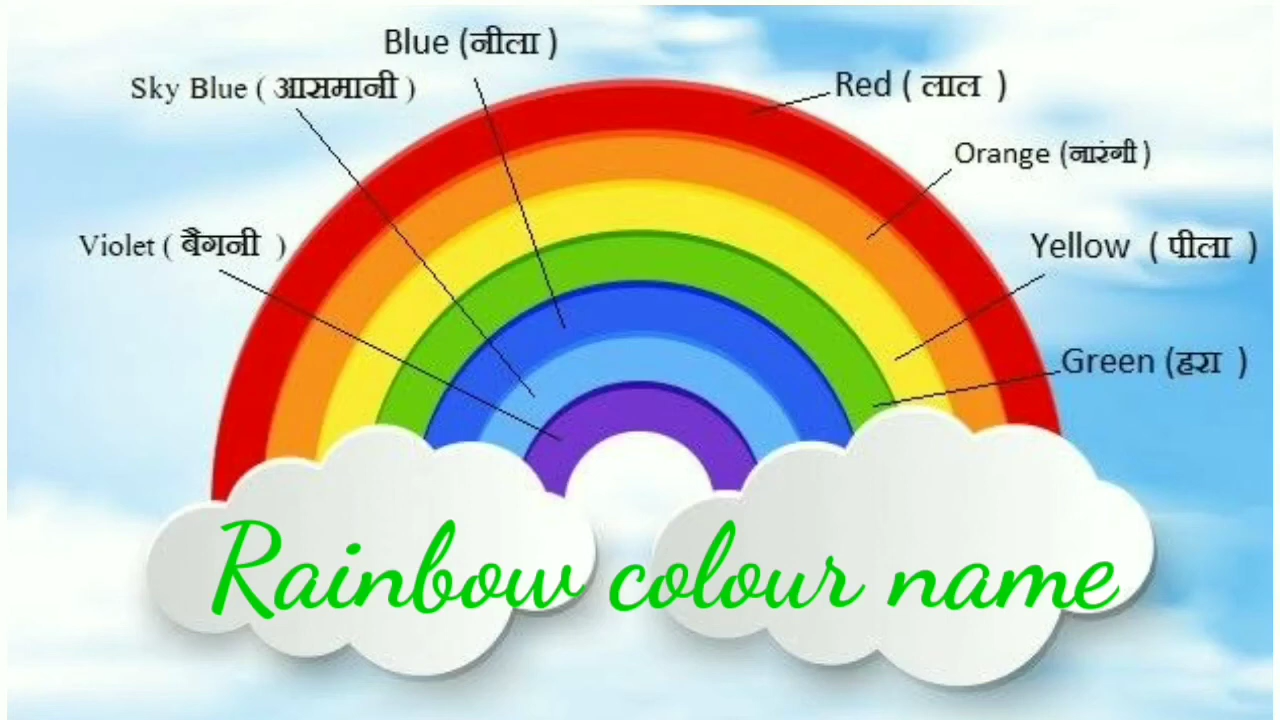 Blue (नीला )
Sky Blue ( आसमानी )
Red ( लाल )
Orange (नारंगी )
Violet ( बैंगनी )
Yellow ( पीला )
Green (हरा )
Rainbow colour name